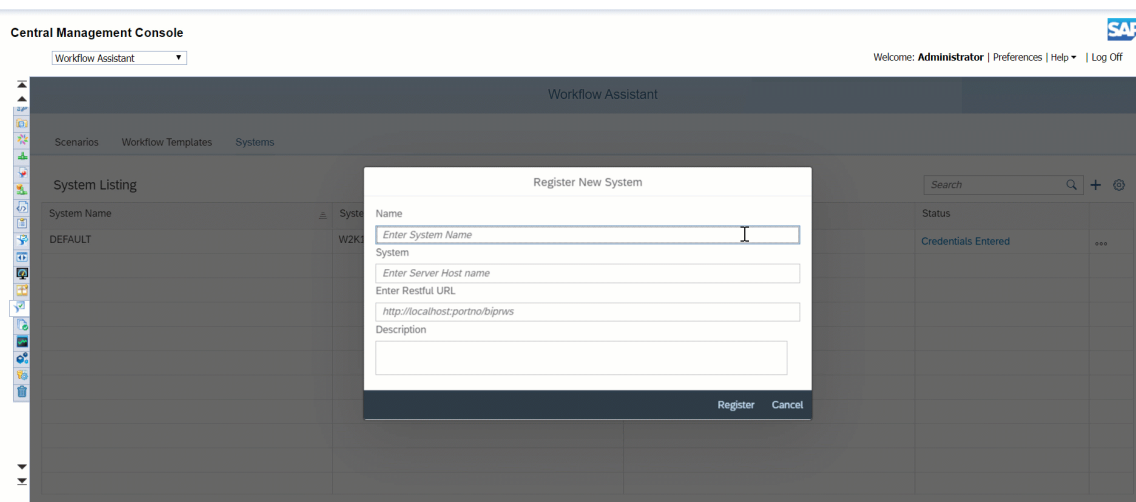 Central Management Console
SAP
Workflow Assistant
Welcome: Administrator | Preferences | Help | Log Off
Workflow Assistant
Scenarios Workflow Templates Systems
System Listing
Search
System Name Syste Status
DEFAULT W2K1 Credentials Entered
Register New System
Name
Enter System Name
System
Enter Server Host name
Enter Restful URL
http://localhost:portno/biprws
Description
Register Cancel